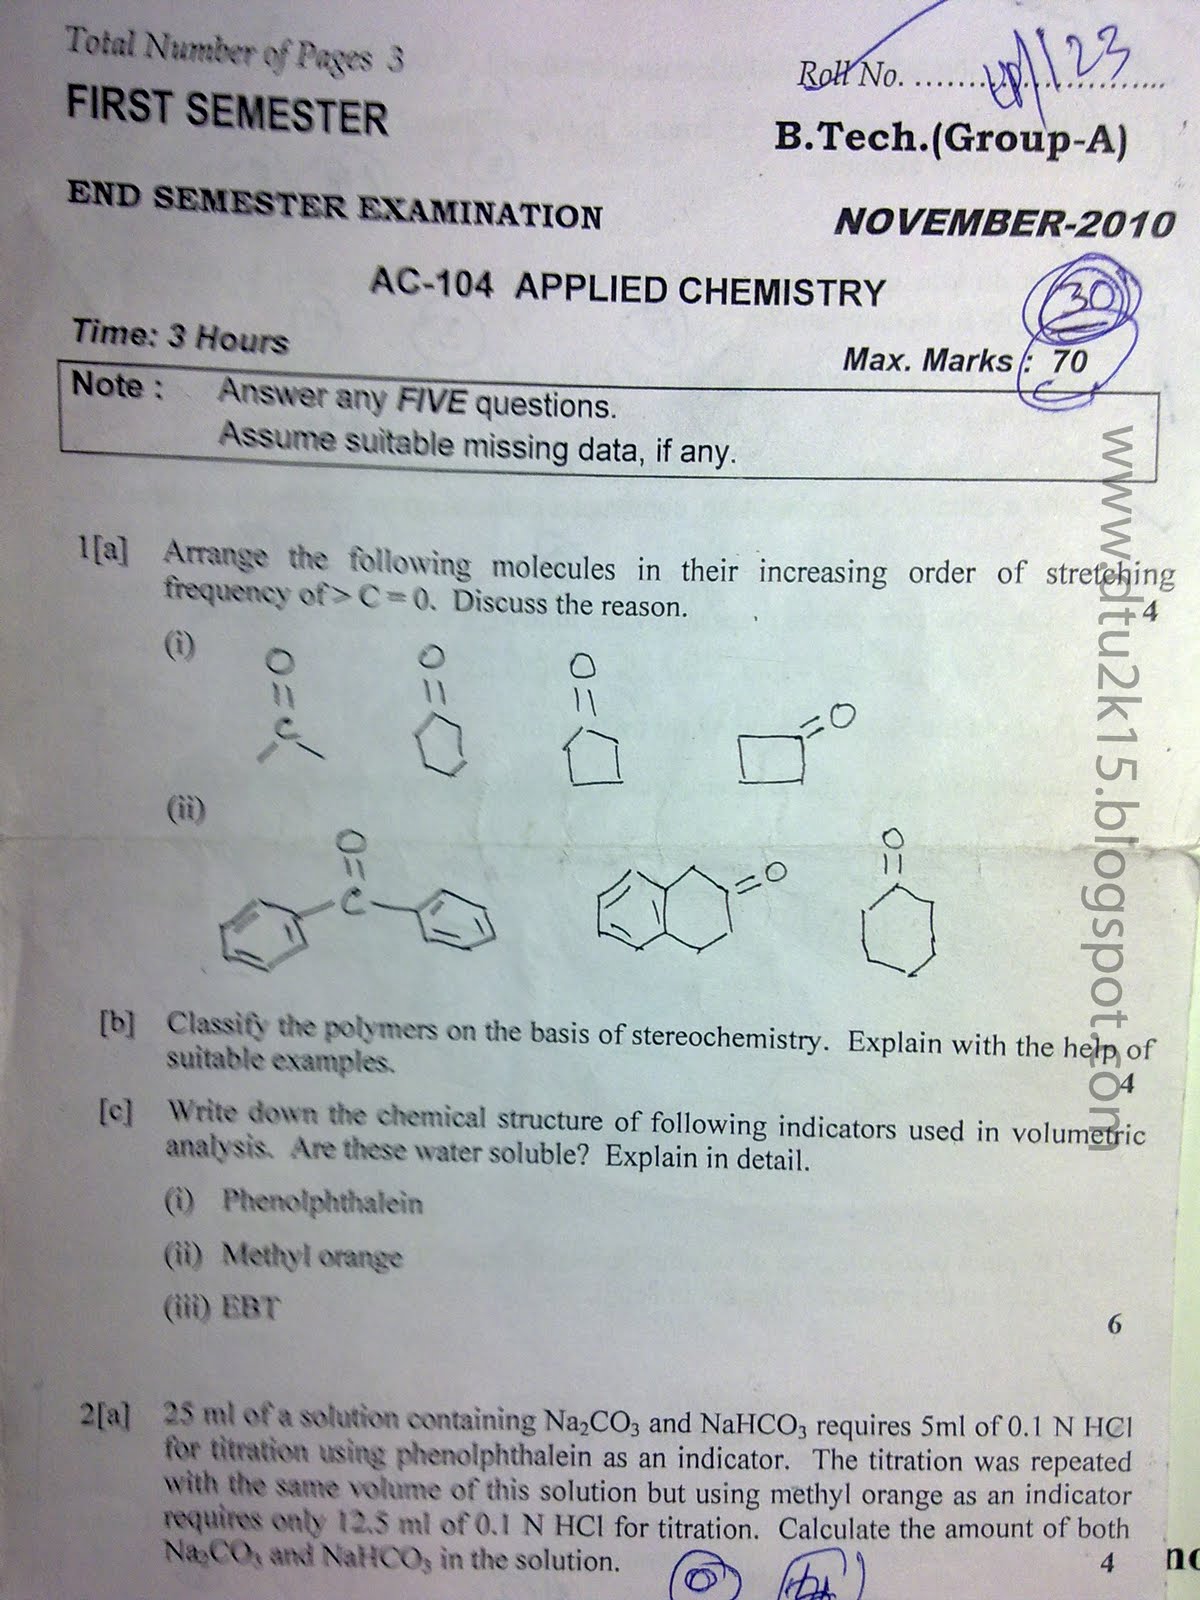 Total Number of Pages 3
Roll No. ..........................
FIRST SEMESTER
B.Tech.(Group-A)
END SEMESTER EXAMINATION
NOVEMBER-2010
AC-104 APPLIED CHEMISTRY
30
Time: 3 Hours
Max. Marks : 70
Note : Answer any FIVE questions.
Assume suitable missing data, if any.
1[a] Arrange the following molecules in their increasing order of stretching
frequency of > C = 0. Discuss the reason. 4
(i)
O O O O
C
(ii)
O O O
C
[b] Classify the polymers on the basis of stereochemistry. Explain with the help of
suitable examples. 4
[c] Write down the chemical structure of following indicators used in volumetric
analysis. Are these water soluble? Explain in detail.
(i) Phenolphthalein
(ii) Methyl orange
(iii) EBT
6
2[a] 25 ml of a solution containing Na₂CO₃ and NaHCO₃ requires 5ml of 0.1 N HCl
for titration using phenolphthalein as an indicator. The titration was repeated
with the same volume of this solution but using methyl orange as an indicator
requires only 12.5 ml of 0.1 N HCl for titration. Calculate the amount of both
Na₂CO₃ and NaHCO₃ in the solution. 4
www.dtu2k15.blogspot.com